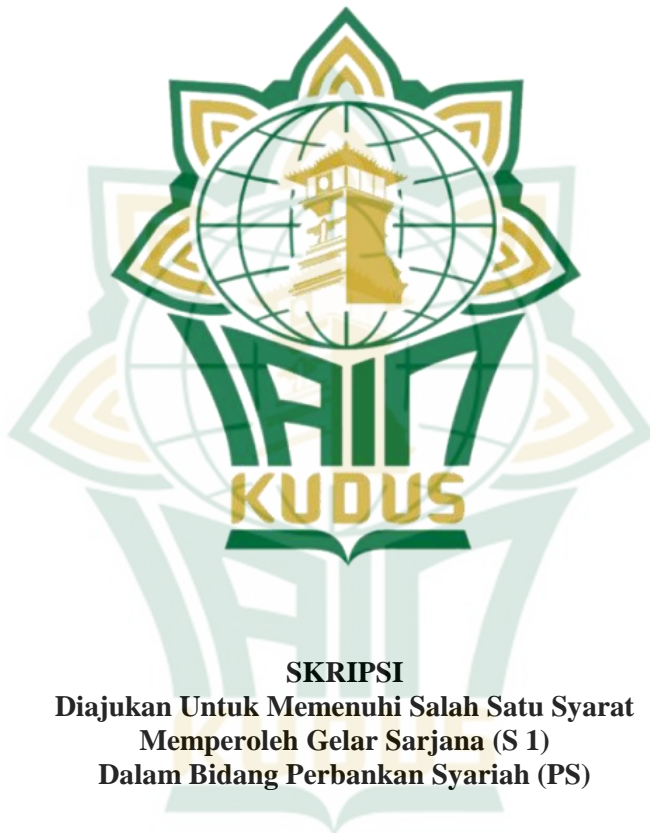 IAIN
KUDUS
SKRIPSI
Diajukan Untuk Memenuhi Salah Satu Syarat
Memperoleh Gelar Sarjana (S 1)
Dalam Bidang Perbankan Syariah (PS)